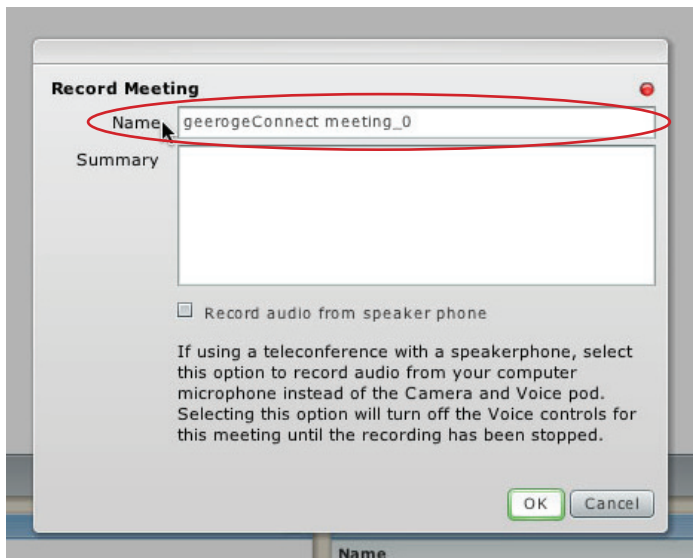 Record Meeting
Name
geerogeConnect meeting_0
Summary
Record audio from speaker phone
If using a teleconference with a speakerphone, select
this option to record audio from your computer
microphone instead of the Camera and Voice pod.
Selecting this option will turn off the Voice controls for
this meeting until the recording has been stopped.
OK
Cancel
Name